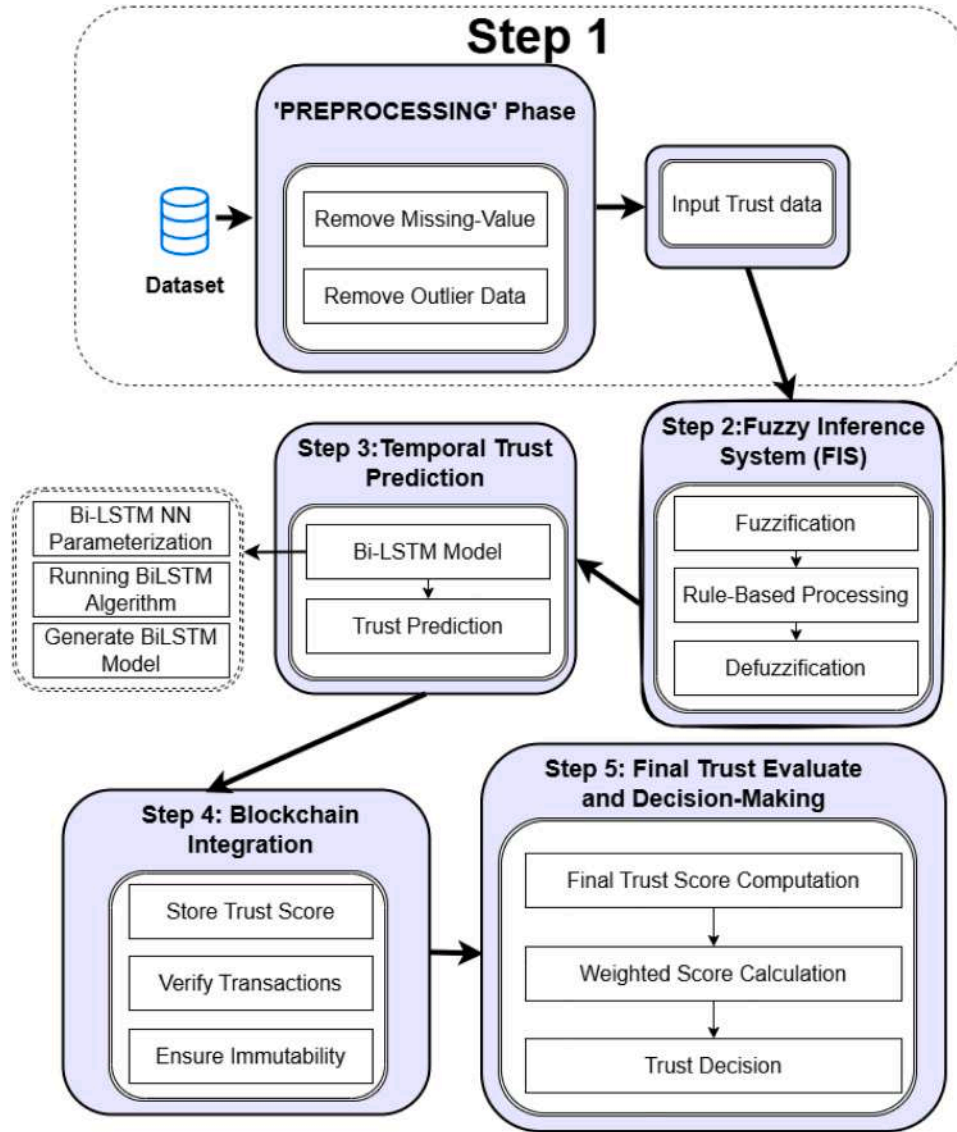 Step 1
'PREPROCESSING' Phase
Remove Missing-Value
Remove Outlier Data
Dataset
Input Trust data
Step 2:Fuzzy Inference
System (FIS)
Fuzzification
Rule-Based Processing
Defuzzification
Step 3:Temporal Trust
Prediction
Bi-LSTM Model
Trust Prediction
Bi-LSTM NN
Parameterization
Running BiLSTM
Algorithm
Generate BiLSTM
Model
Step 4: Blockchain
Integration
Store Trust Score
Verify Transactions
Ensure Immutability
Step 5: Final Trust Evaluate
and Decision-Making
Final Trust Score Computation
Weighted Score Calculation
Trust Decision